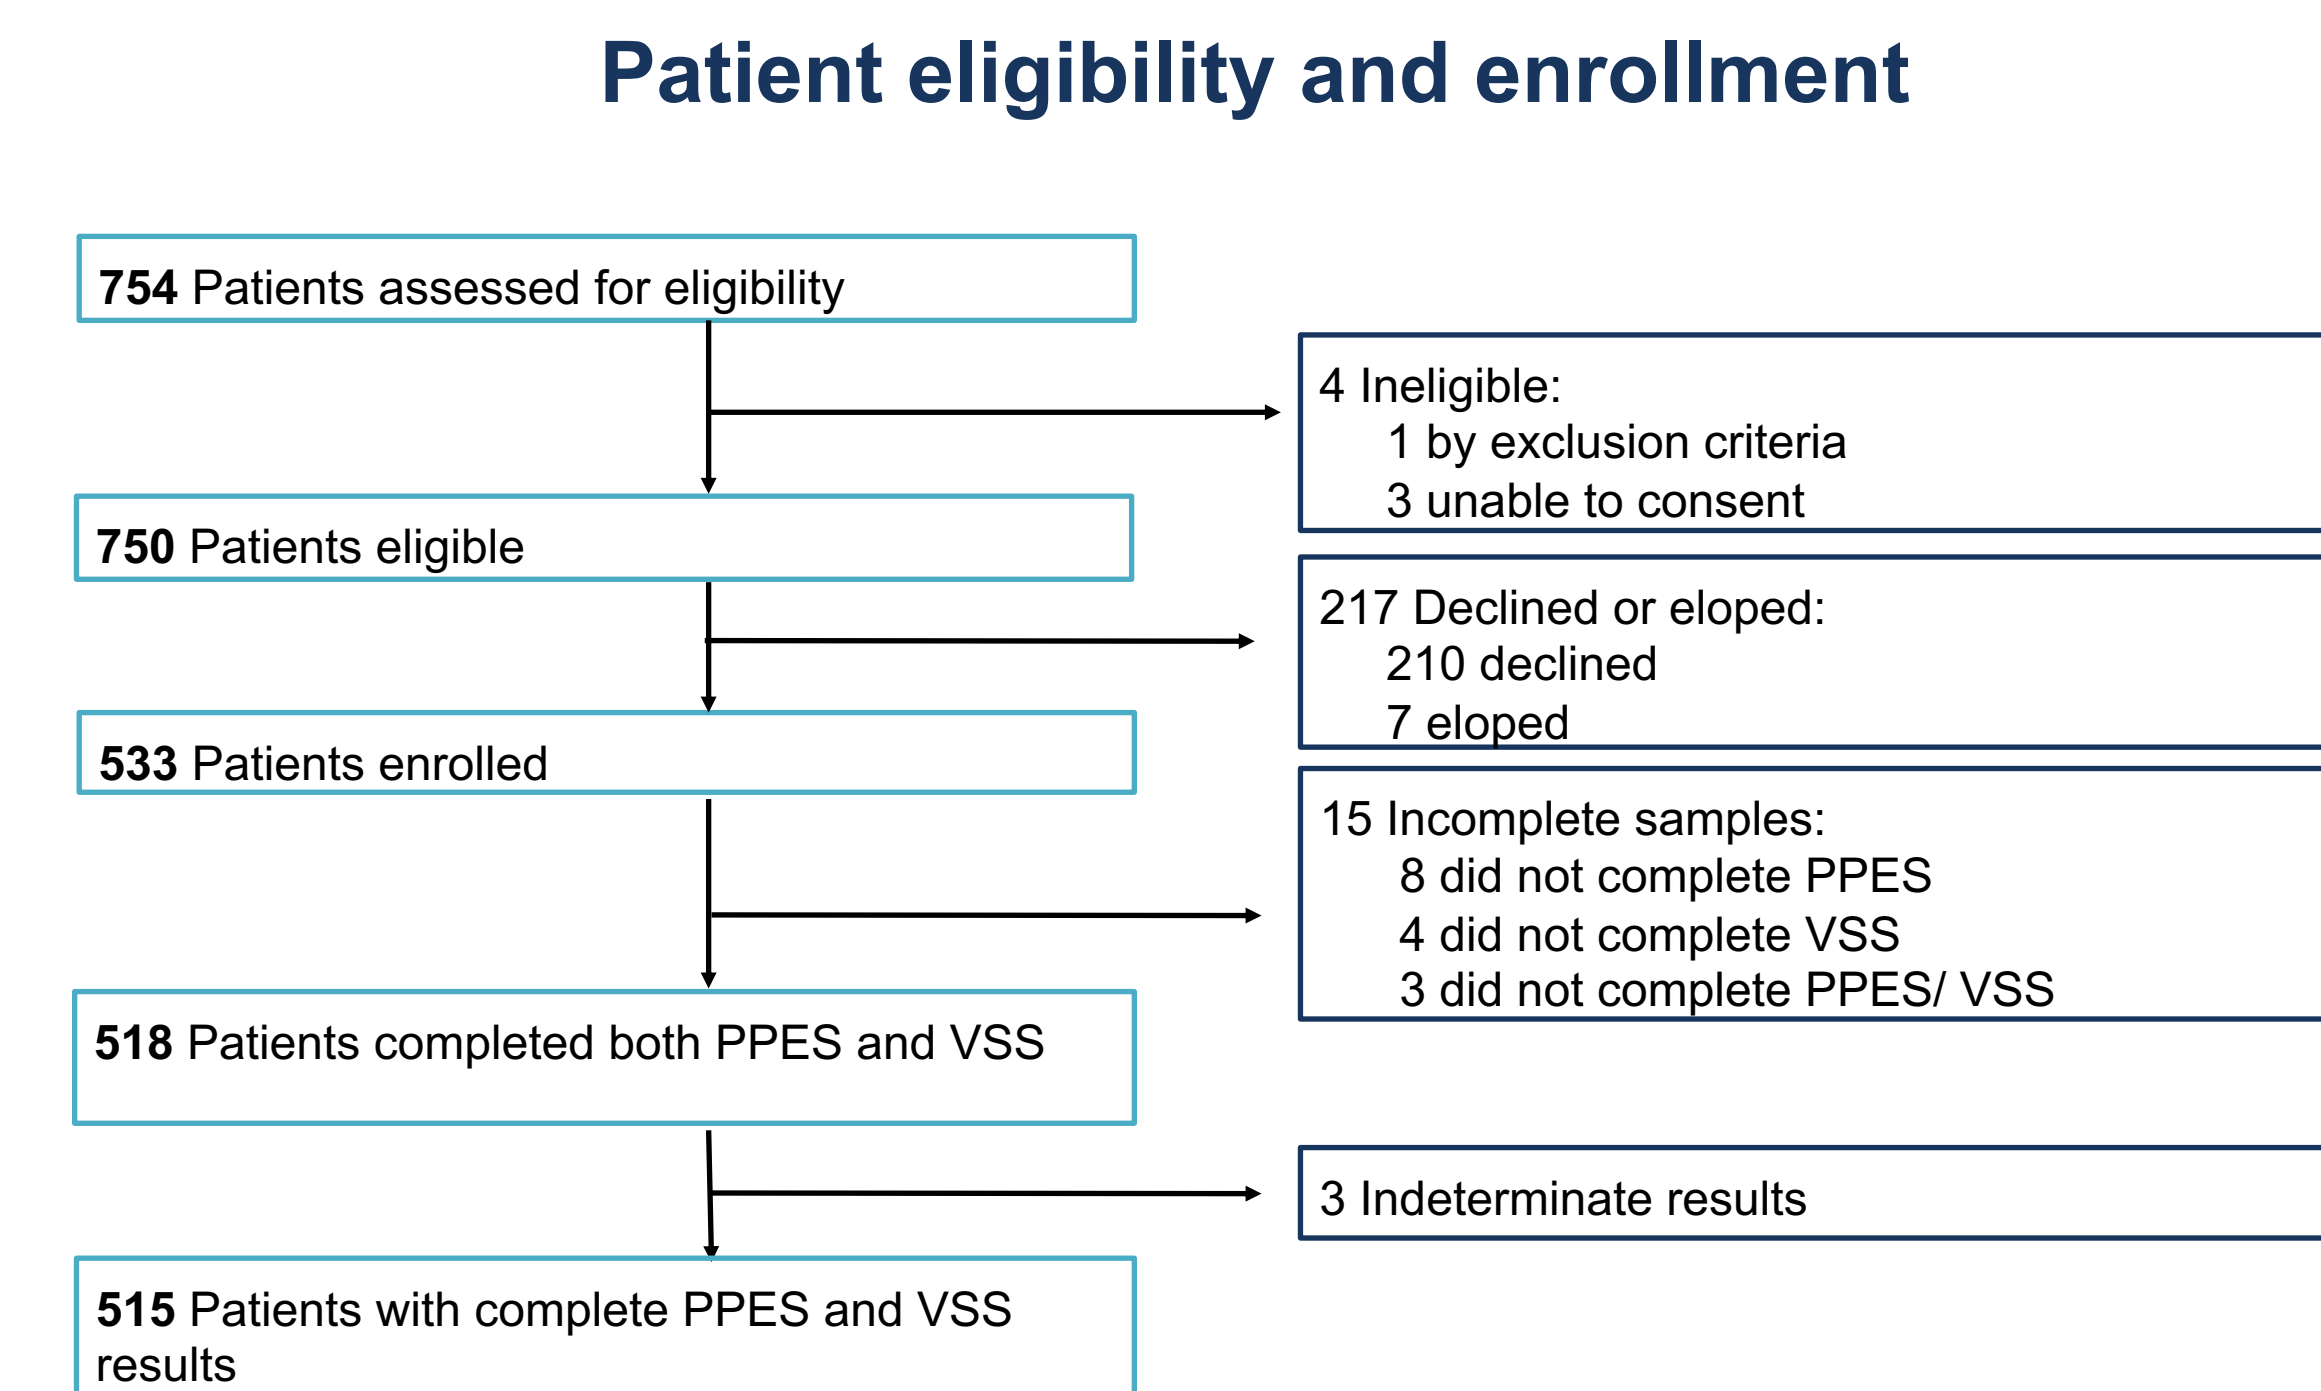 Patient eligibility and enrollment
754 Patients assessed for eligibility
4 Ineligible:
1 by exclusion criteria
3 unable to consent
750 Patients eligible
217 Declined or eloped:
210 declined
7 eloped
533 Patients enrolled
15 Incomplete samples:
8 did not complete PPES
4 did not complete VSS
3 did not complete PPES/ VSS
518 Patients completed both PPES and VSS
3 Indeterminate results
515 Patients with complete PPES and VSS
results